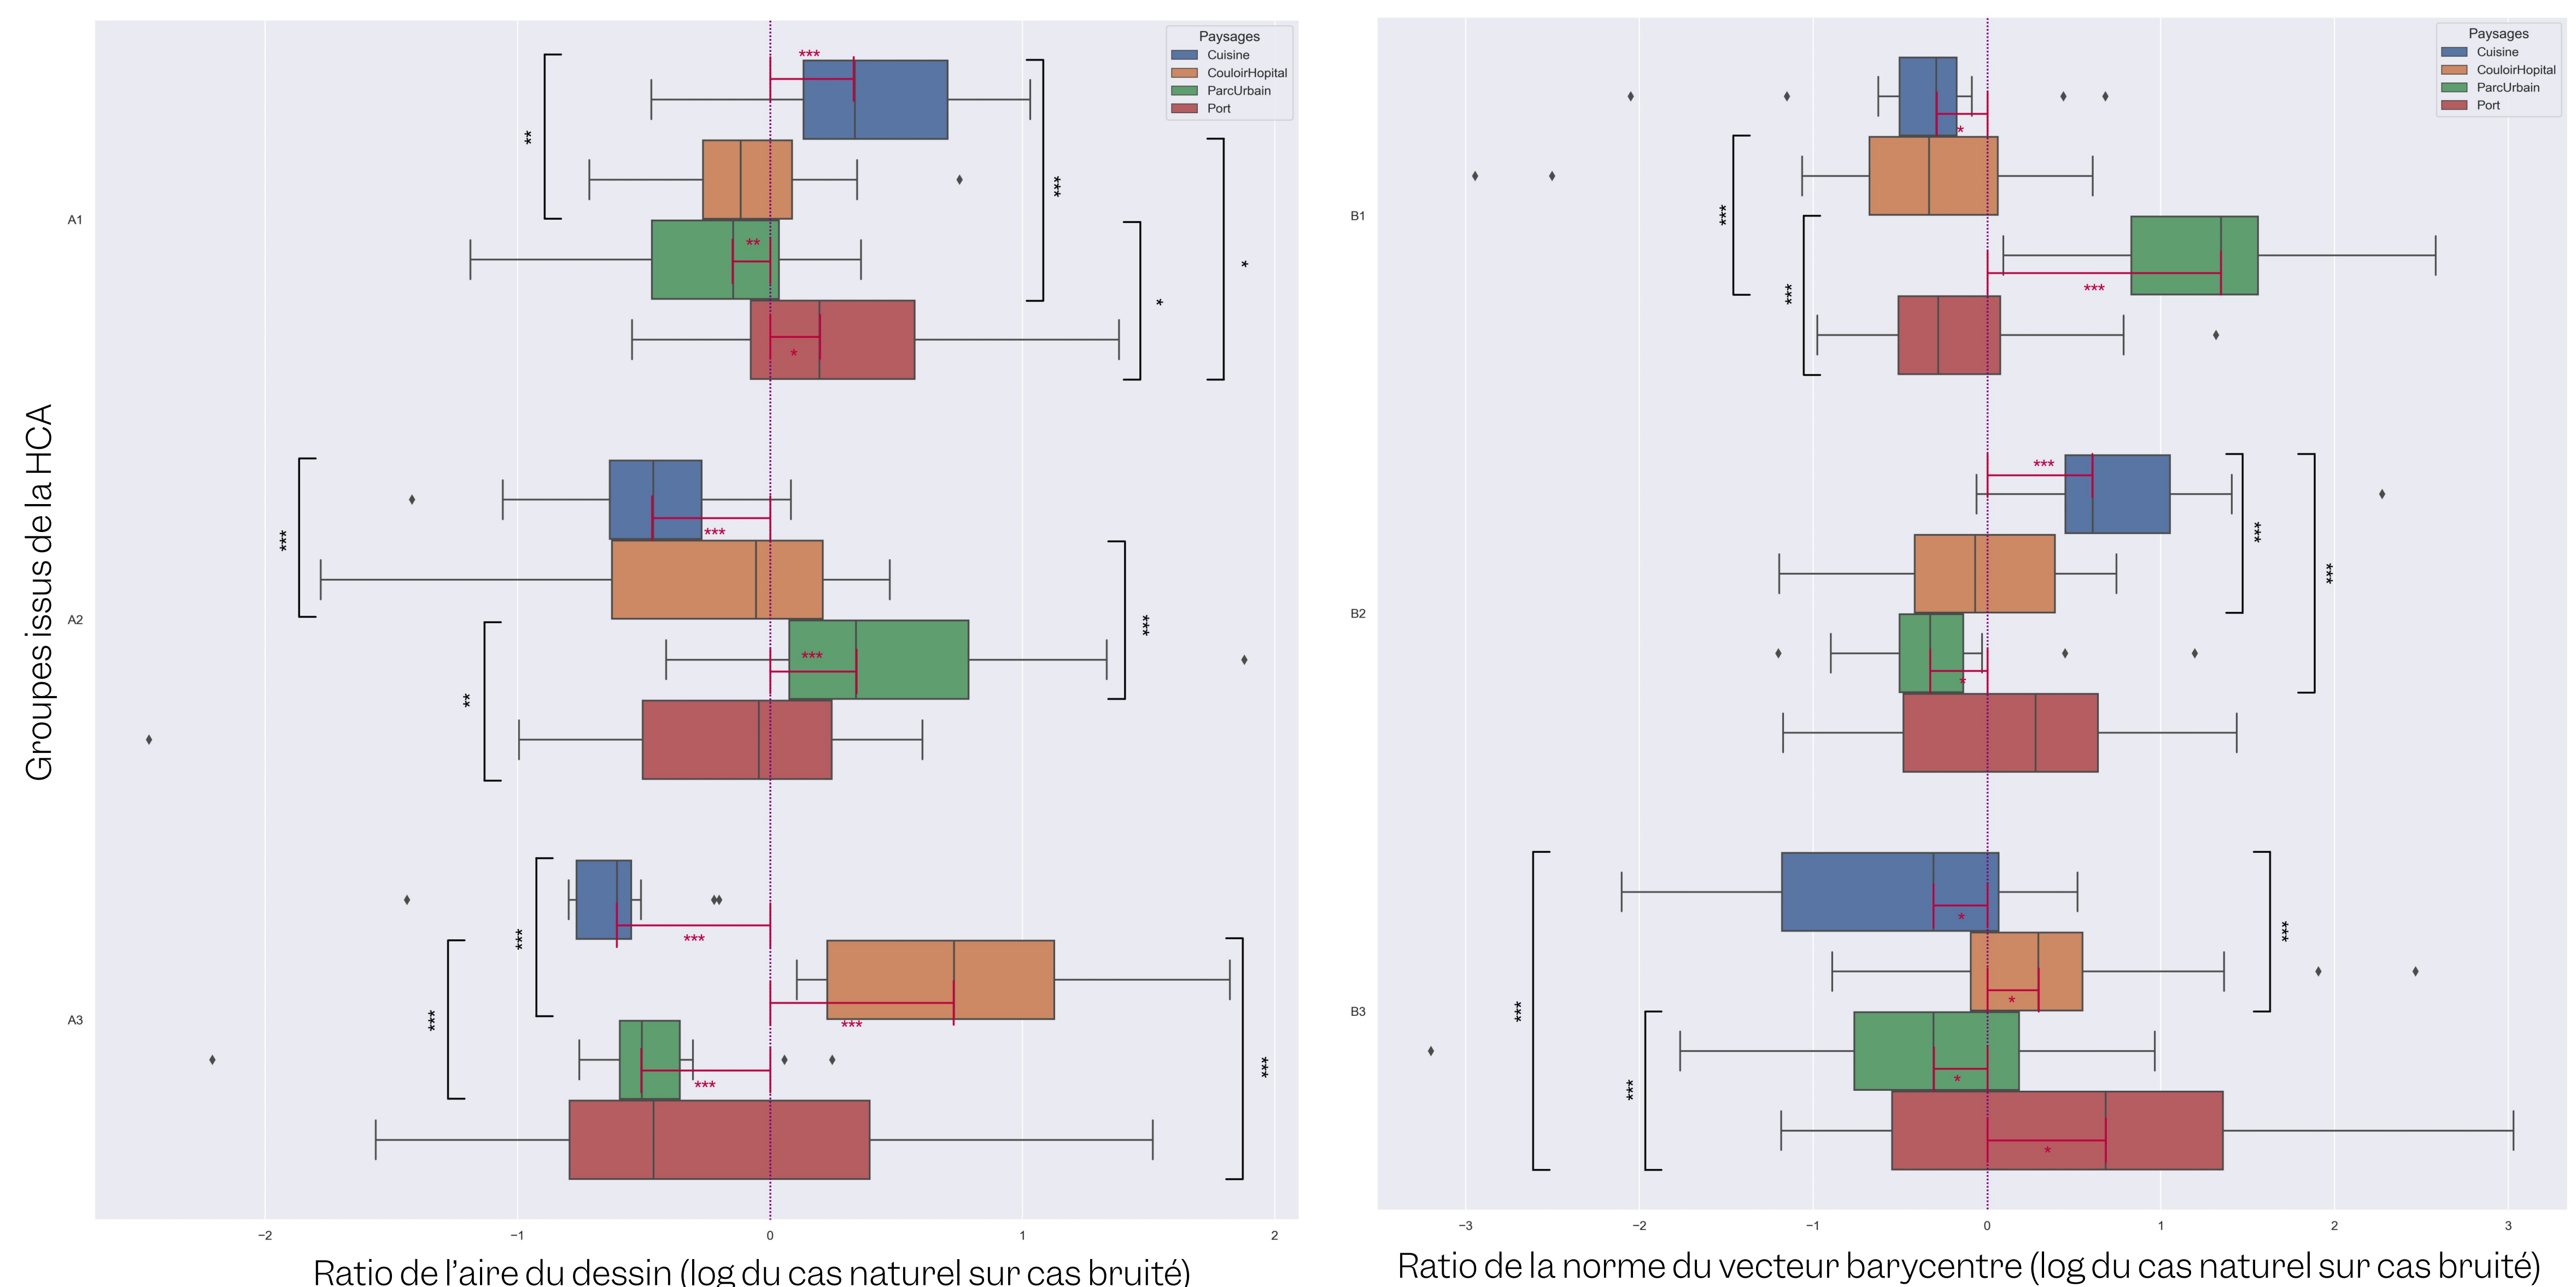 Groupes issus de la HCA
Paysages
Cuisine
CouloirHopital
ParcUrbain
Port
A1
A2
A3
***
**
**
*
***
*
*
***
***
***
***
**
***
***
***
***
***
***
−2
−1
0
1
2
Ratio de l'aire du dessin (log du cas naturel sur cas bruité)
Paysages
Cuisine
CouloirHopital
ParcUrbain
Port
B1
B2
B3
*
***
***
***
***
***
***
*
*
***
***
*
*
***
*
−3
−2
−1
0
1
2
3
Ratio de la norme du vecteur barycentre (log du cas naturel sur cas bruité)